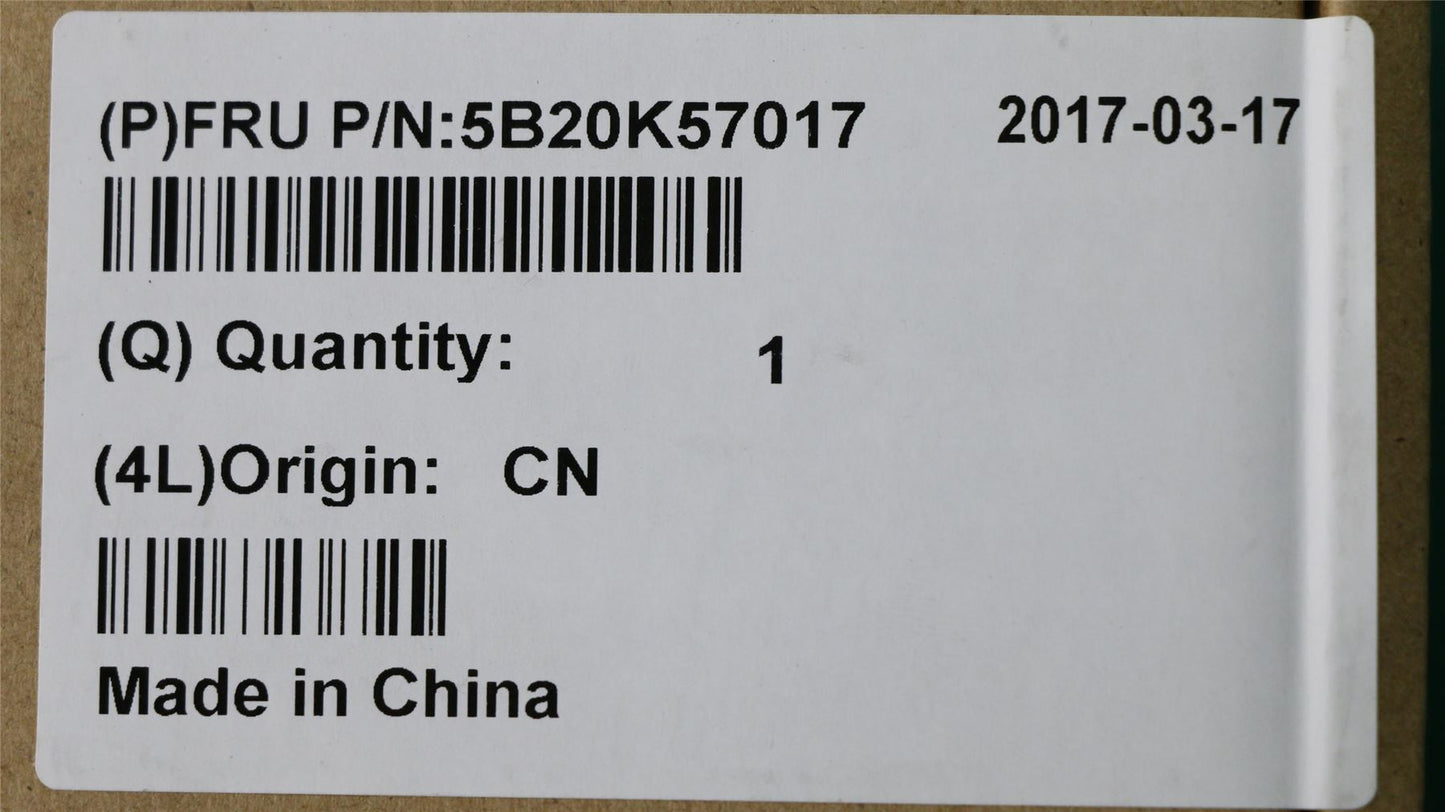 (P)FRU P/N:5B20K57017 2017-03-17
(Q) Quantity: 1
(4L)Origin: CN
Made in China